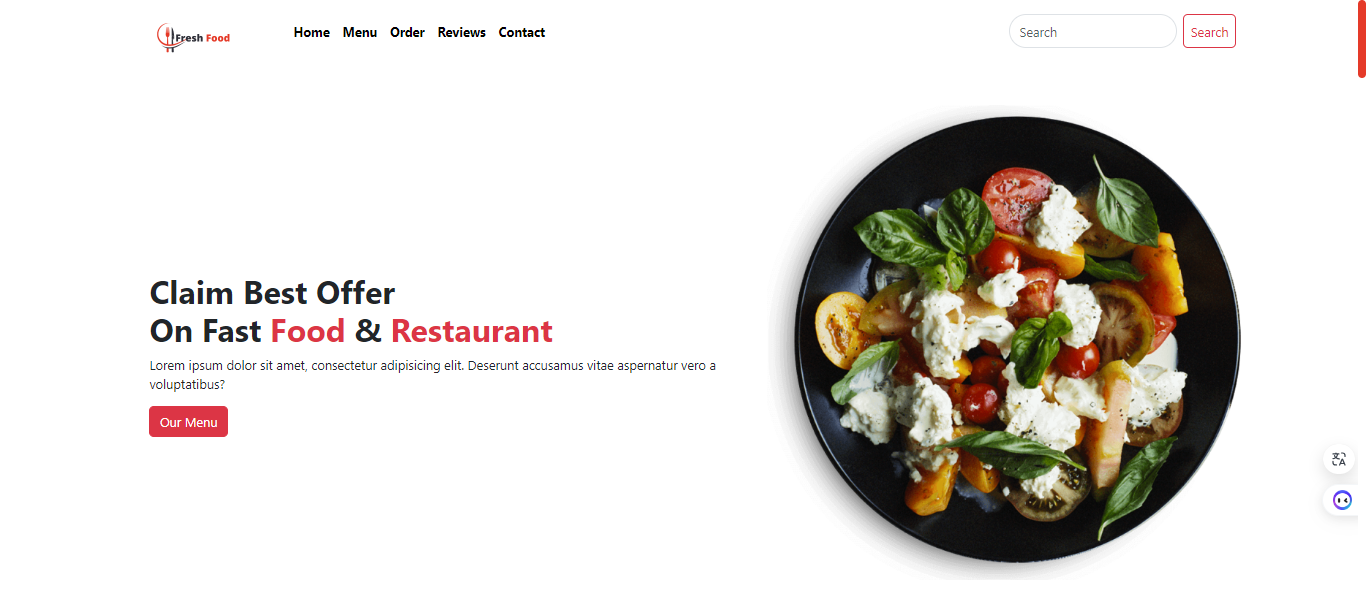 Fresh Food
Home Menu Order Reviews Contact
Search
Search
Claim Best Offer
On Fast Food & Restaurant
Lorem ipsum dolor sit amet, consectetur adipisicing elit. Deserunt accusamus vitae aspernatur vero a
voluptatibus?
Our Menu